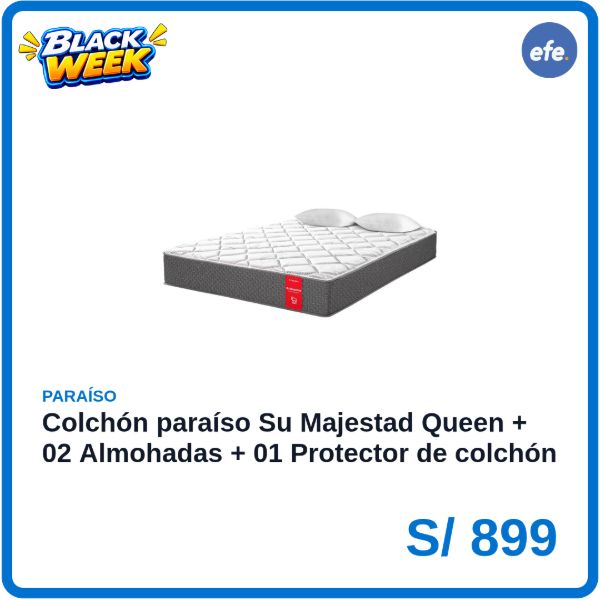 BLACK
WEEK
efe.
PARAÍSO
Colchón paraíso Su Majestad Queen +
02 Almohadas + 01 Protector de colchón
S/ 899